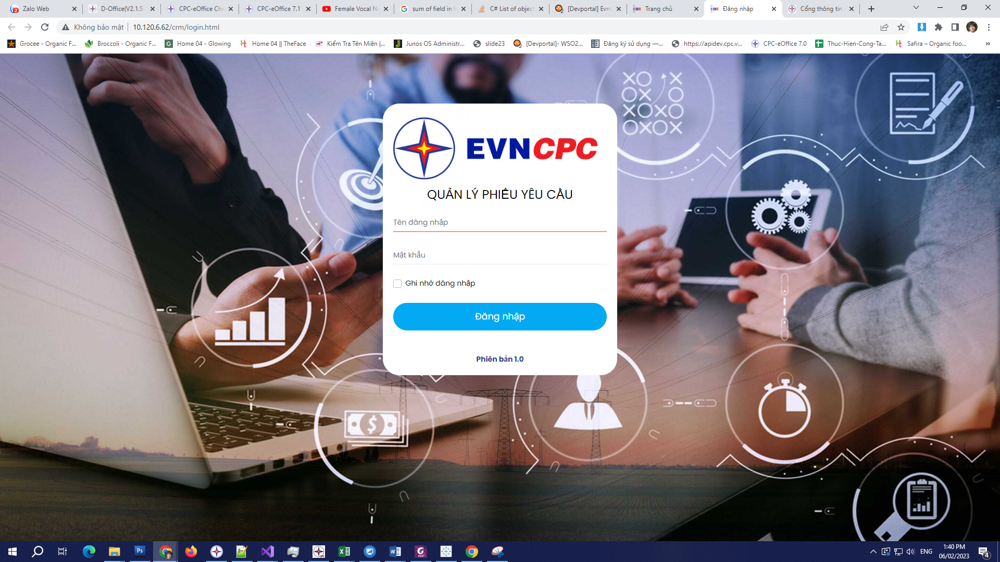 Zalo Web
D-Office(V2.1.5
CPC-eOffice Cha
CPC-eOffice 7.1
Female Vocal Ni
sum of field in li
C# List of object
[Devportal] Evn
Trang chủ
Đăng nhập
Cổng thông tin
Không bảo mật
10.120.6.62/crm/login.html
Grocee - Organic F...
Broccoli - Organic F...
Home 04 - Glowing
Home 04 || TheFace
Kiểm Tra Tên Miền |...
Junos OS Administr...
slide23
[Devportal]- WSO2...
Đăng ký sử dụng —...
https://apidev.cpc.v...
CPC-eOffice 7.0
Thuc-Hien-Cong-Ta...
Safira – Organic foo...
EVNCPC
QUẢN LÝ PHIẾU YÊU CẦU
Tên đăng nhập
Mật khẩu
Ghi nhớ đăng nhập
Đăng nhập
Phiên bản 1.0
ENG
1:40 PM
06/02/2023
4